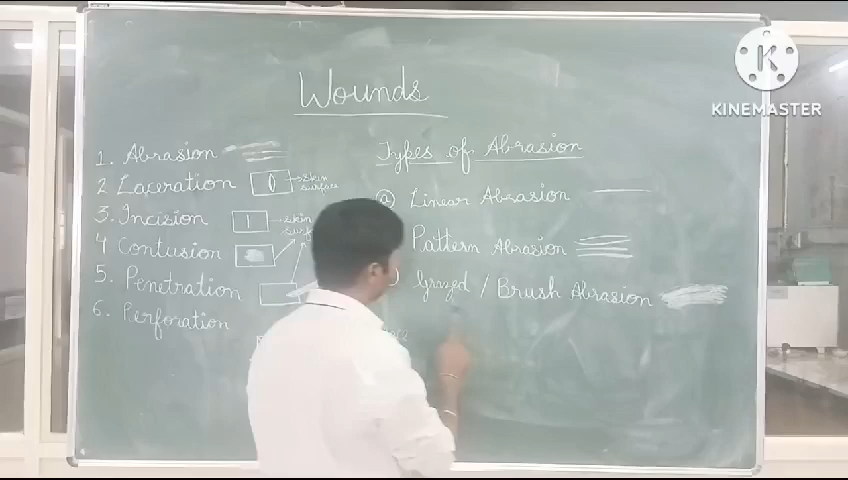 KINEMASTER
Wounds
1. Abrasion
2 Laceration
skin
surface
3. Incision
skin
4 Contusion
5. Penetration
6. Perforation
Types of Abrasion
(a) Linear Abrasion
Pattern Abrasion
) Grazed / Brush Abrasion